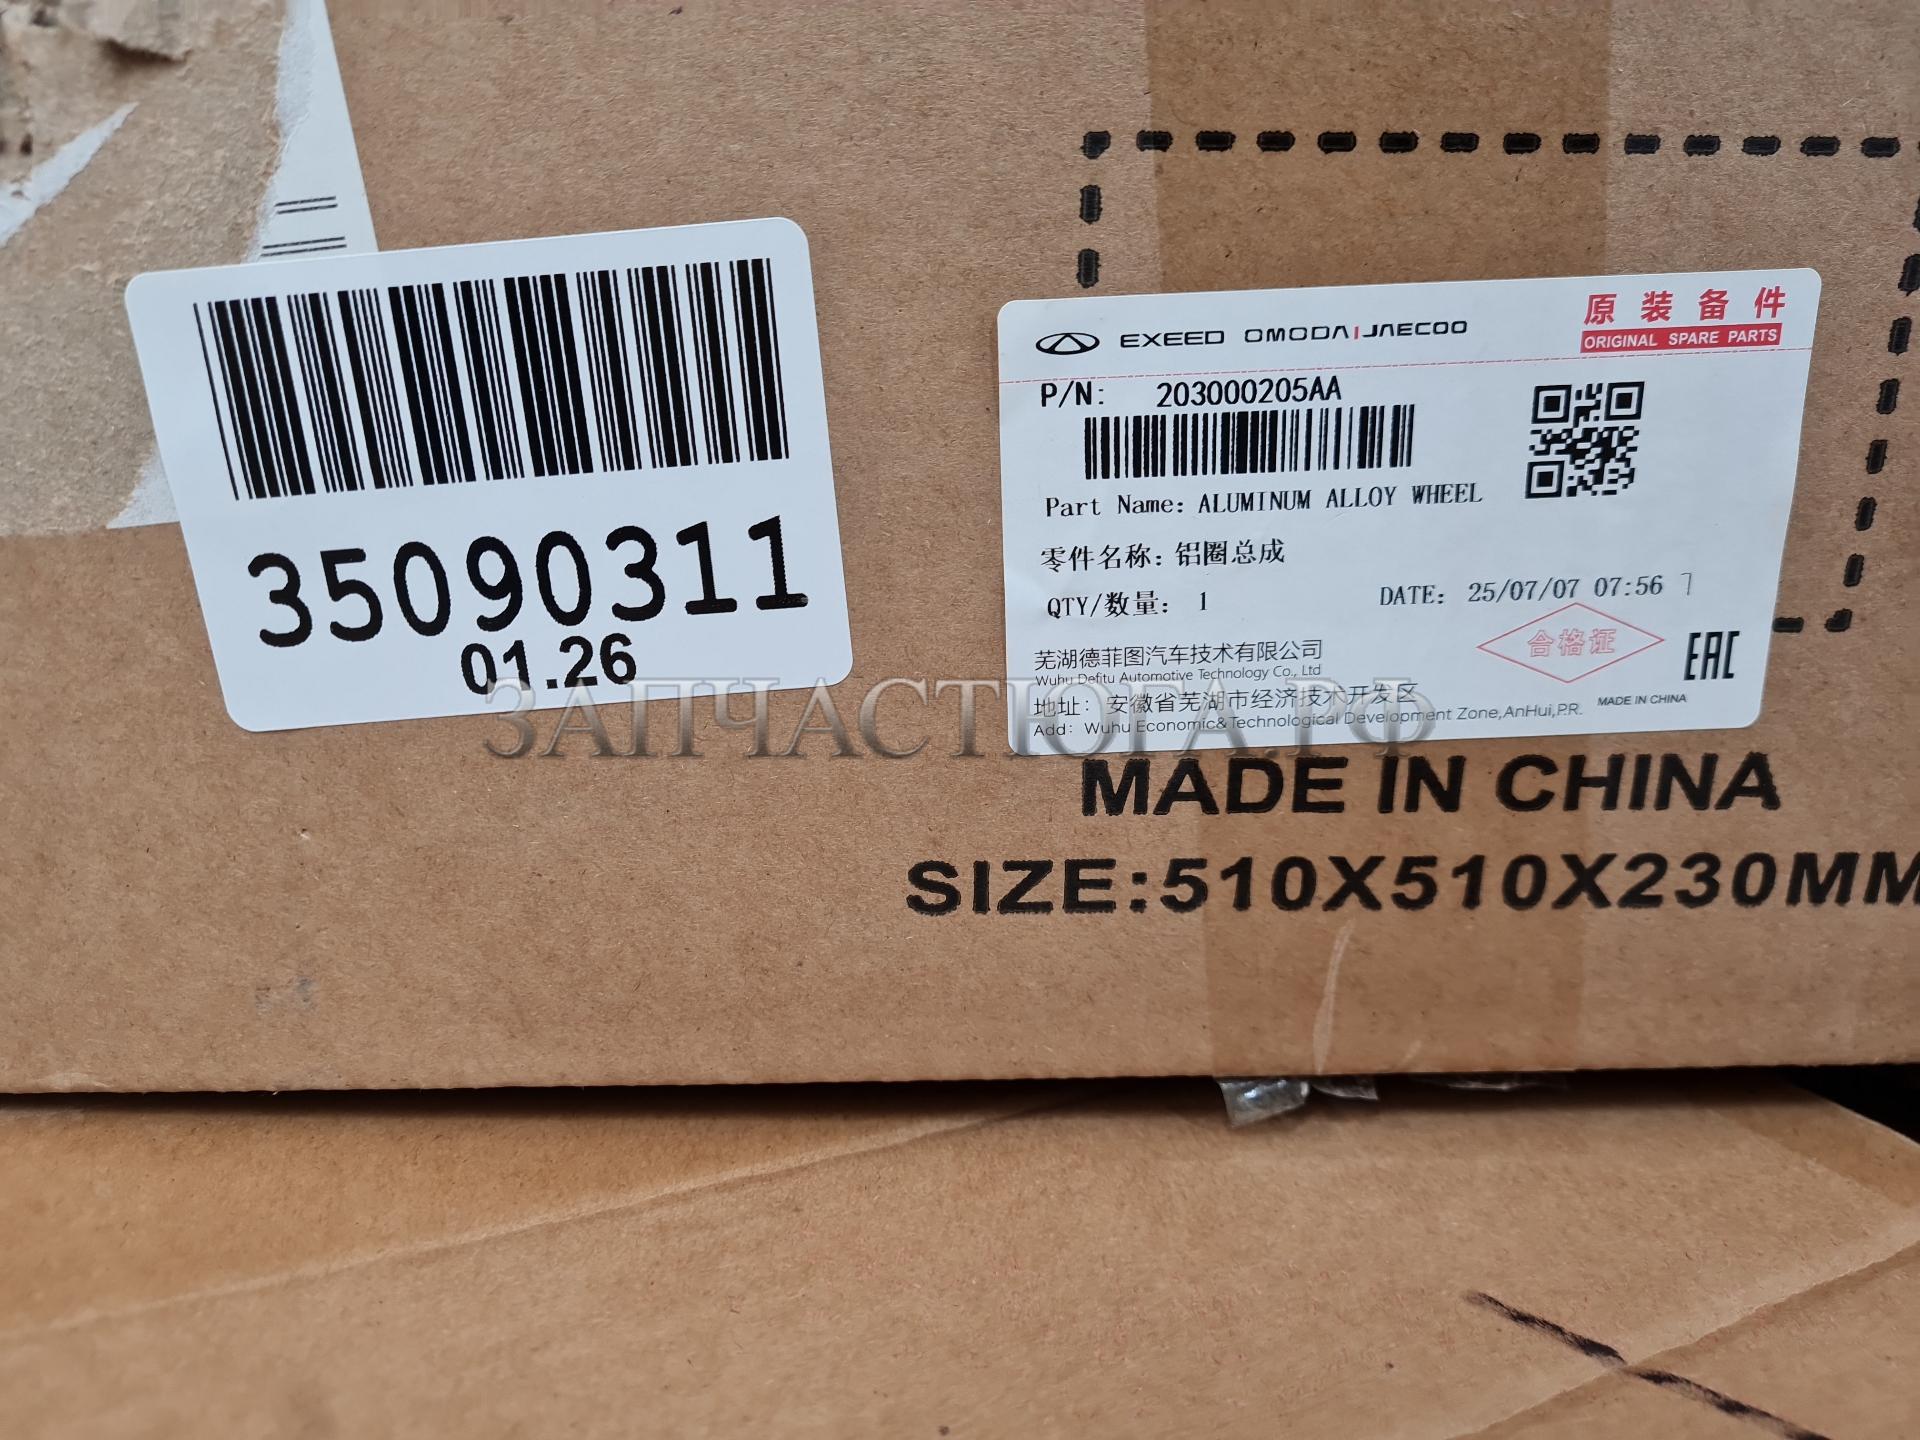 35090311
01.26
EXEED OMODA|JAECOO
原装备件
ORIGINAL SPARE PARTS
P/N: 203000205AA
Part Name: ALUMINUM ALLOY WHEEL
零件名称: 铝圈总成
QTY/数量: 1
DATE: 25/07/07 07:56
合格证
EAC
芜湖德菲图汽车技术有限公司
Wuhu Defitu Automotive Technology Co., Ltd
地址: 安徽省芜湖市经济技术开发区
Add: Wuhu Economic&Technological Development Zone,AnHui,P.R.
MADE IN CHINA
ЗАПЧАСТЮГА.РФ
MADE IN CHINA
SIZE:510X510X230MM